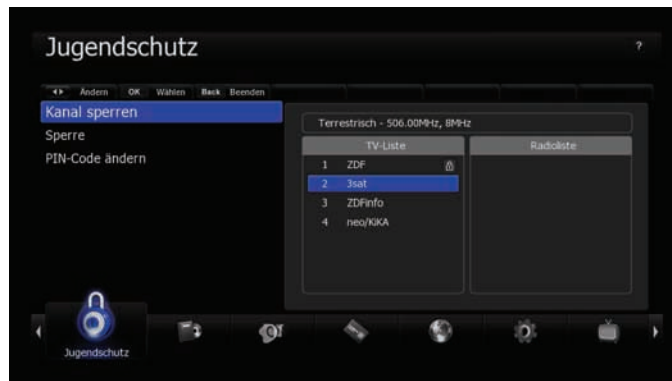 Jugendschutz
?
Ändern OK Wählen Back Beenden
Kanal sperren
Sperre
PIN-Code ändern
Terrestrisch - 506.00MHz, 8MHz
TV-Liste Radioliste
1 ZDF
2 3sat
3 ZDFinfo
4 neo/KiKA
Jugendschutz